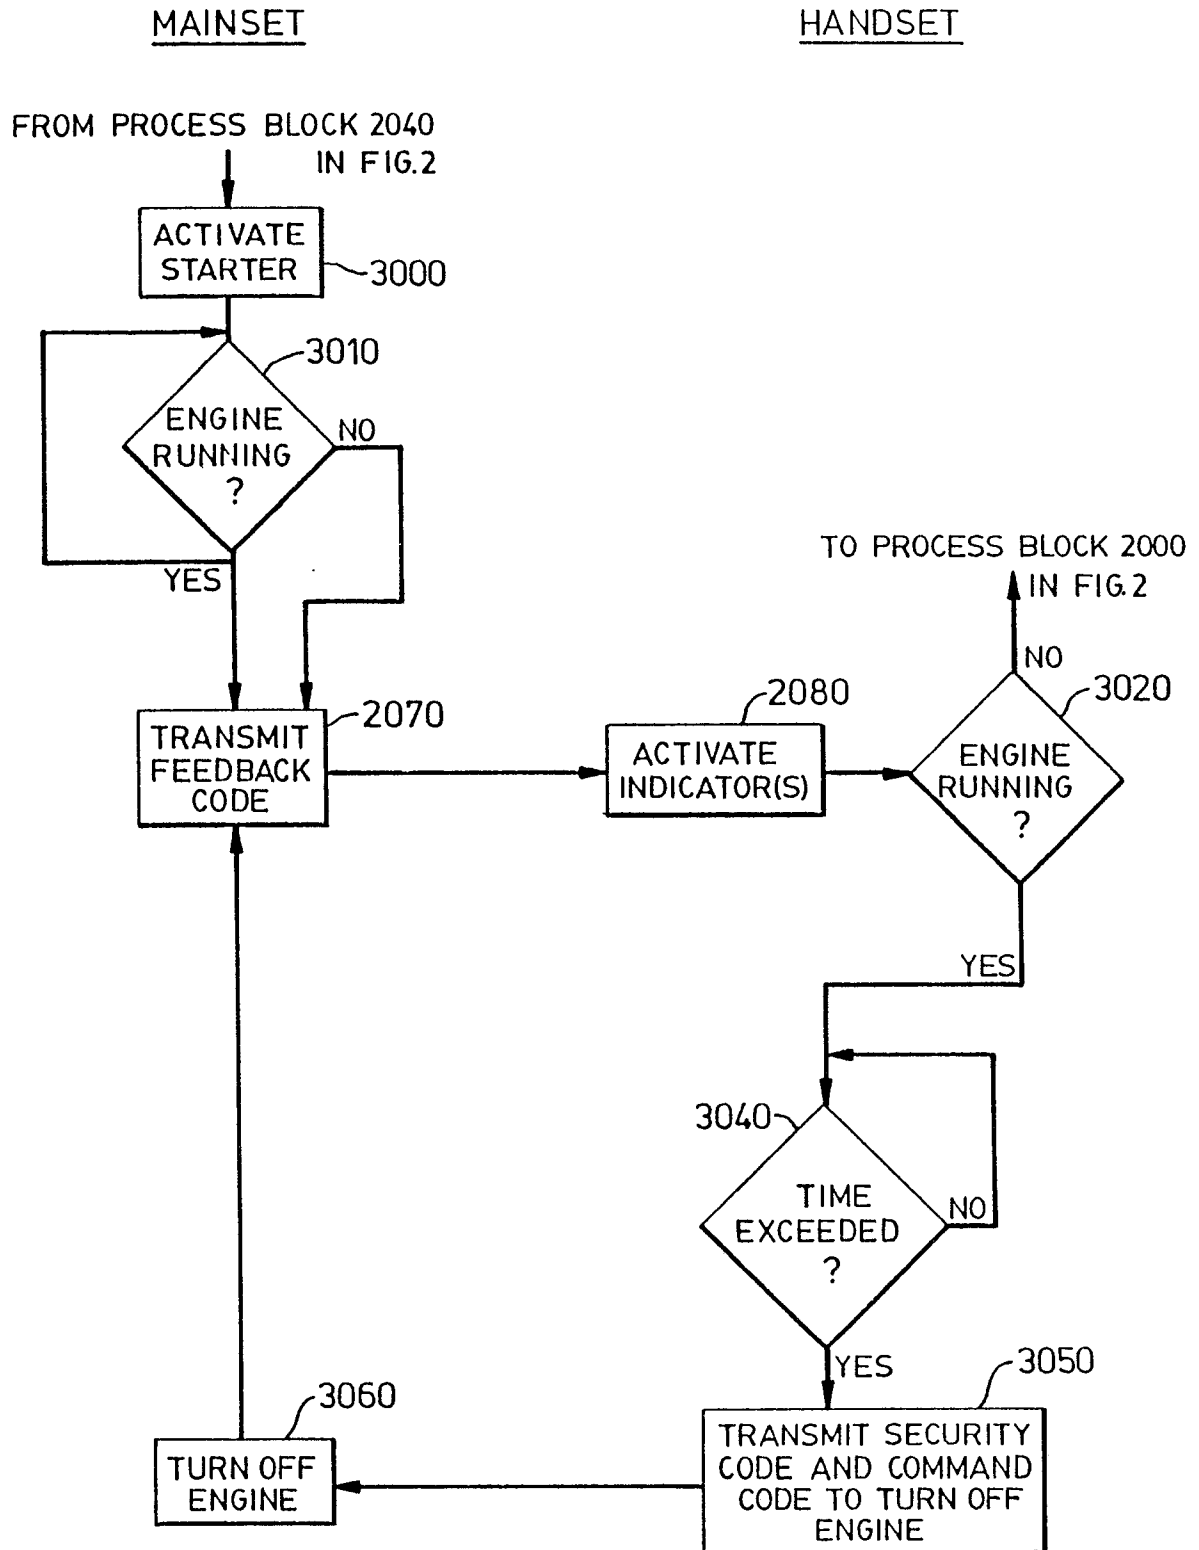 MAINSET
HANDSET
FROM PROCESS BLOCK 2040
IN FIG.2
ACTIVATE
STARTER
3000
3010
ENGINE
RUNNING
?
NO
YES
TO PROCESS BLOCK 2000
IN FIG.2
NO
3020
ENGINE
RUNNING
?
2070
TRANSMIT
FEEDBACK
CODE
2080
ACTIVATE
INDICATOR(S)
YES
3040
TIME
EXCEEDED
?
NO
YES
3050
TRANSMIT SECURITY
CODE AND COMMAND
CODE TO TURN OFF
ENGINE
3060
TURN OFF
ENGINE